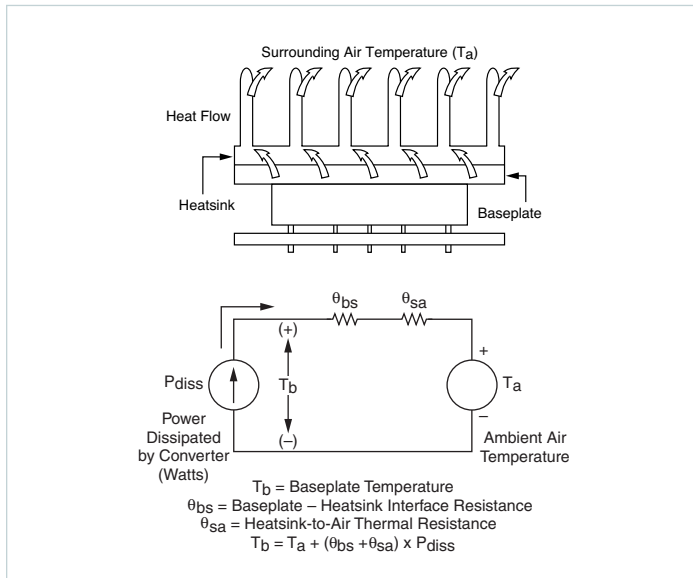 Surrounding Air Temperature (Ta)
Heat Flow
Heatsink
Baseplate
θbs
θsa
(+)
+
Pdiss
Tb
Ta
Power
Dissipated
by Converter
(Watts)
(–)
–
Ambient Air
Temperature
Tb = Baseplate Temperature
θbs = Baseplate – Heatsink Interface Resistance
θsa = Heatsink-to-Air Thermal Resistance
Tb = Ta + (θbs +θsa) x Pdiss